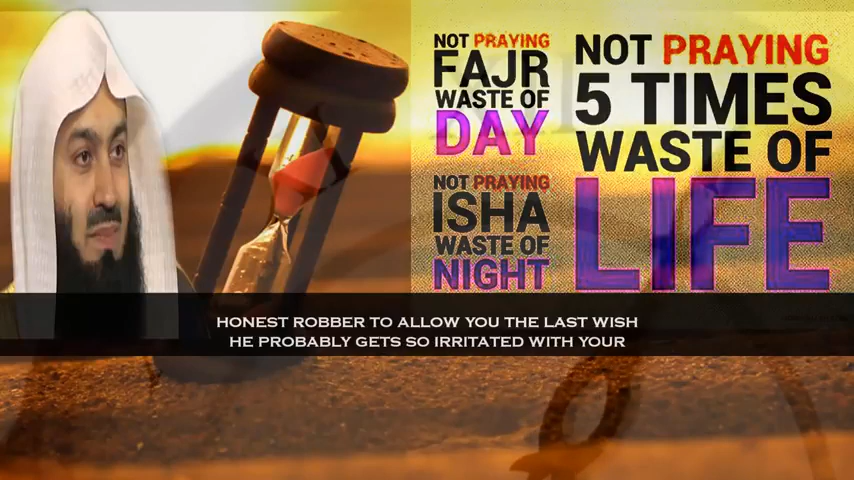 NOT PRAYING
FAJR
WASTE OF
DAY
NOT PRAYING
ISHA
WASTE OF
NIGHT
NOT PRAYING
5 TIMES
WASTE OF
LIFE
HONEST ROBBER TO ALLOW YOU THE LAST WISH
HE PROBABLY GETS SO IRRITATED WITH YOUR